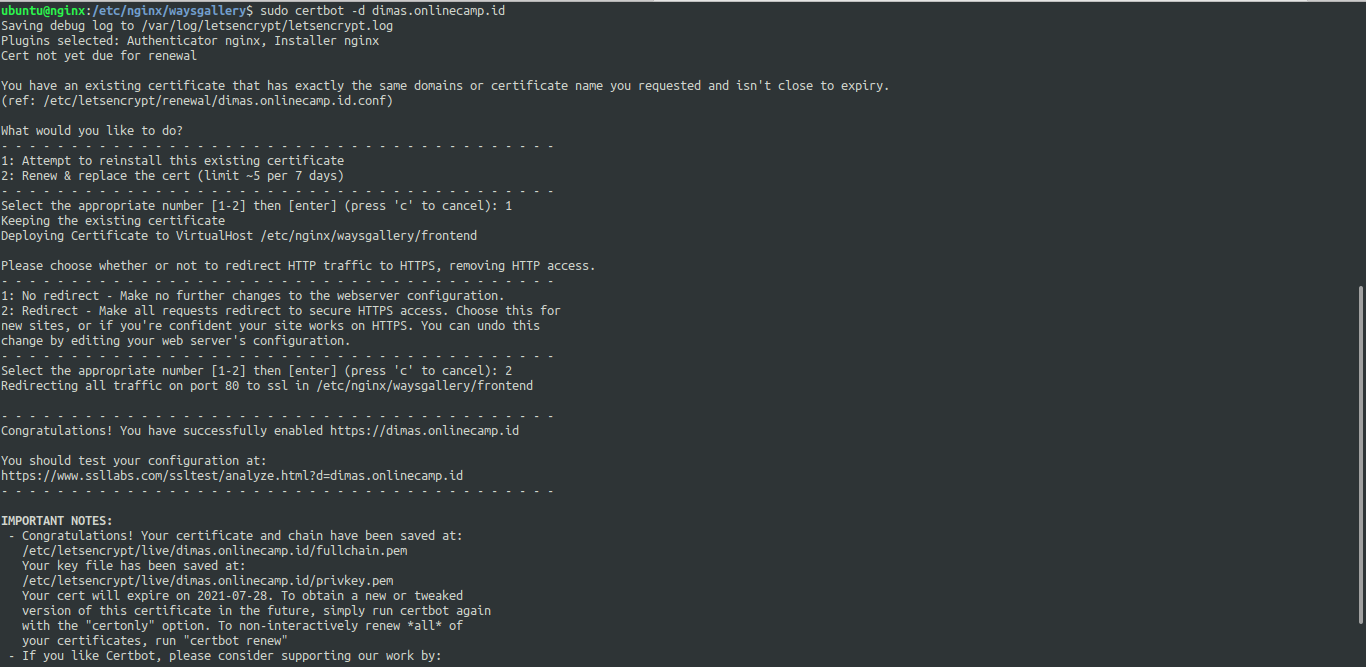 ubuntu@nginx:/etc/nginx/waysgallery$ sudo certbot -d dimas.onlinecamp.id
Saving debug log to /var/log/letsencrypt/letsencrypt.log
Plugins selected: Authenticator nginx, Installer nginx
Cert not yet due for renewal
You have an existing certificate that has exactly the same domains or certificate name you requested and isn't close to expiry.
(ref: /etc/letsencrypt/renewal/dimas.onlinecamp.id.conf)
What would you like to do?
- - - - - - - - - - - - - - - - - - - - - - - - - - - - - - - - - - - - - - - -
1: Attempt to reinstall this existing certificate
2: Renew & replace the cert (limit ~5 per 7 days)
- - - - - - - - - - - - - - - - - - - - - - - - - - - - - - - - - - - - - - - -
Select the appropriate number [1-2] then [enter] (press 'c' to cancel): 1
Keeping the existing certificate
Deploying Certificate to VirtualHost /etc/nginx/waysgallery/frontend
Please choose whether or not to redirect HTTP traffic to HTTPS, removing HTTP access.
- - - - - - - - - - - - - - - - - - - - - - - - - - - - - - - - - - - - - - - -
1: No redirect - Make no further changes to the webserver configuration.
2: Redirect - Make all requests redirect to secure HTTPS access. Choose this for
new sites, or if you're confident your site works on HTTPS. You can undo this
change by editing your web server's configuration.
- - - - - - - - - - - - - - - - - - - - - - - - - - - - - - - - - - - - - - - -
Select the appropriate number [1-2] then [enter] (press 'c' to cancel): 2
Redirecting all traffic on port 80 to ssl in /etc/nginx/waysgallery/frontend
- - - - - - - - - - - - - - - - - - - - - - - - - - - - - - - - - - - - - - - -
Congratulations! You have successfully enabled https://dimas.onlinecamp.id
You should test your configuration at:
https://www.ssllabs.com/ssltest/analyze.html?d=dimas.onlinecamp.id
- - - - - - - - - - - - - - - - - - - - - - - - - - - - - - - - - - - - - - - -
IMPORTANT NOTES:
- Congratulations! Your certificate and chain have been saved at:
/etc/letsencrypt/live/dimas.onlinecamp.id/fullchain.pem
Your key file has been saved at:
/etc/letsencrypt/live/dimas.onlinecamp.id/privkey.pem
Your cert will expire on 2021-07-28. To obtain a new or tweaked
version of this certificate in the future, simply run certbot again
with the "certonly" option. To non-interactively renew *all* of
your certificates, run "certbot renew"
- If you like Certbot, please consider supporting our work by: